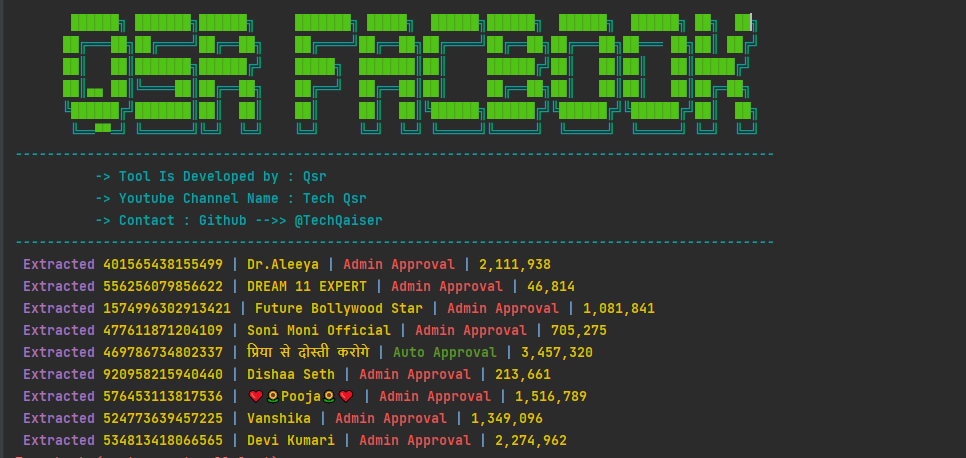 QSR FACEBOOK
-> Tool Is Developed by : Qsr
-> Youtube Channel Name : Tech Qsr
-> Contact : Github -->> @TechQaiser
Extracted 401565438155499 | Dr.Aleeya | Admin Approval | 2,111,938
Extracted 556256079856622 | DREAM 11 EXPERT | Admin Approval | 46,814
Extracted 1574996302913421 | Future Bollywood Star | Admin Approval | 1,081,841
Extracted 477611871204109 | Soni Moni Official | Admin Approval | 705,275
Extracted 469786734802337 | प्रिया से दोस्ती करोगे | Auto Approval | 3,457,320
Extracted 920958215940440 | Dishaa Seth | Admin Approval | 213,661
Extracted 576453113817536 | ❤️🌻Pooja🌻❤️ | Admin Approval | 1,516,789
Extracted 524773639457225 | Vanshika | Admin Approval | 1,349,096
Extracted 534813418066565 | Devi Kumari | Admin Approval | 2,274,962